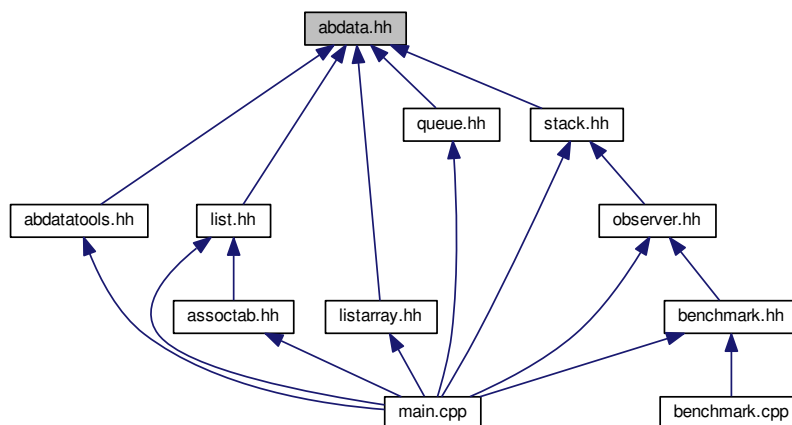 abdata.hh
queue.hh
stack.hh
abdatatools.hh
list.hh
observer.hh
assoctab.hh
listarray.hh
benchmark.hh
main.cpp
benchmark.cpp